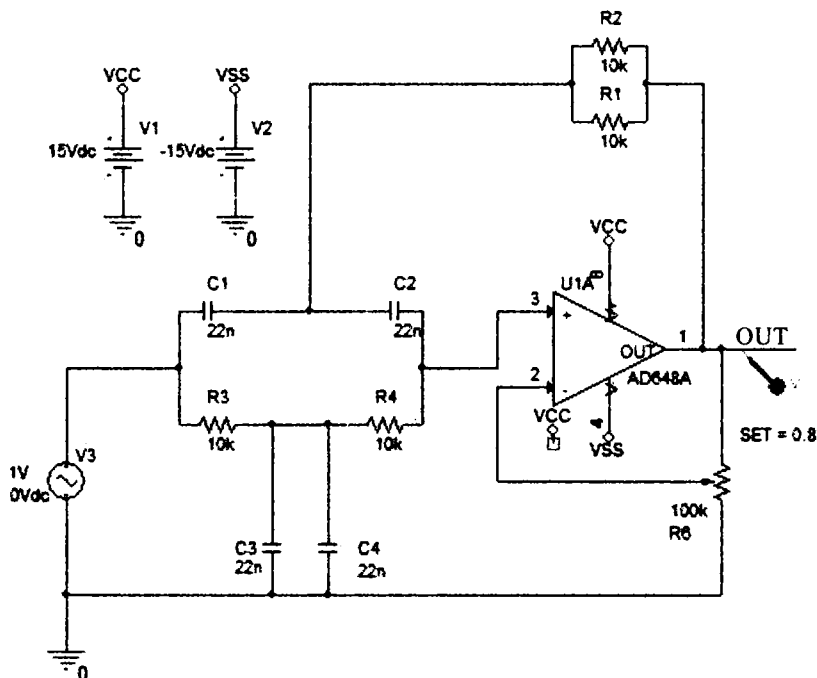 R2
10k
R1
10k
VCC
VSS
V1
V2
15Vdc
-15Vdc
0
0
VCC
C1
C2
22n
22n
U1A
8
3
+
OUT
1
OUT
2
-
AD648A
VCC
4
VSS
SET = 0.8
R3
R4
10k
10k
1V
V3
0Vdc
100k
R6
C3
C4
22n
22n
0